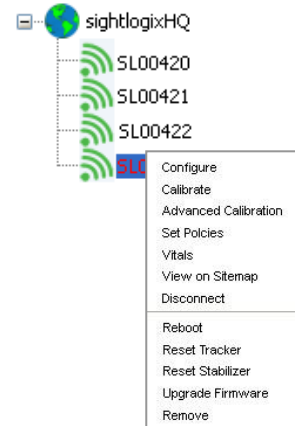 sightlogixHQ
SL00420
SL00421
SL00422
Configure
Calibrate
Advanced Calibration
Set Polcies
Vitals
View on Sitemap
Disconnect
Reboot
Reset Tracker
Reset Stabilizer
Upgrade Firmware
Remove